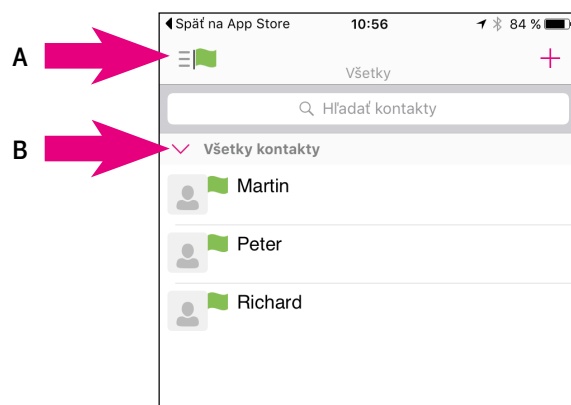 Späť na App Store 10:56 84 %
A
Všetky
Hľadať kontakty
B Všetky kontakty
Martin
Peter
Richard